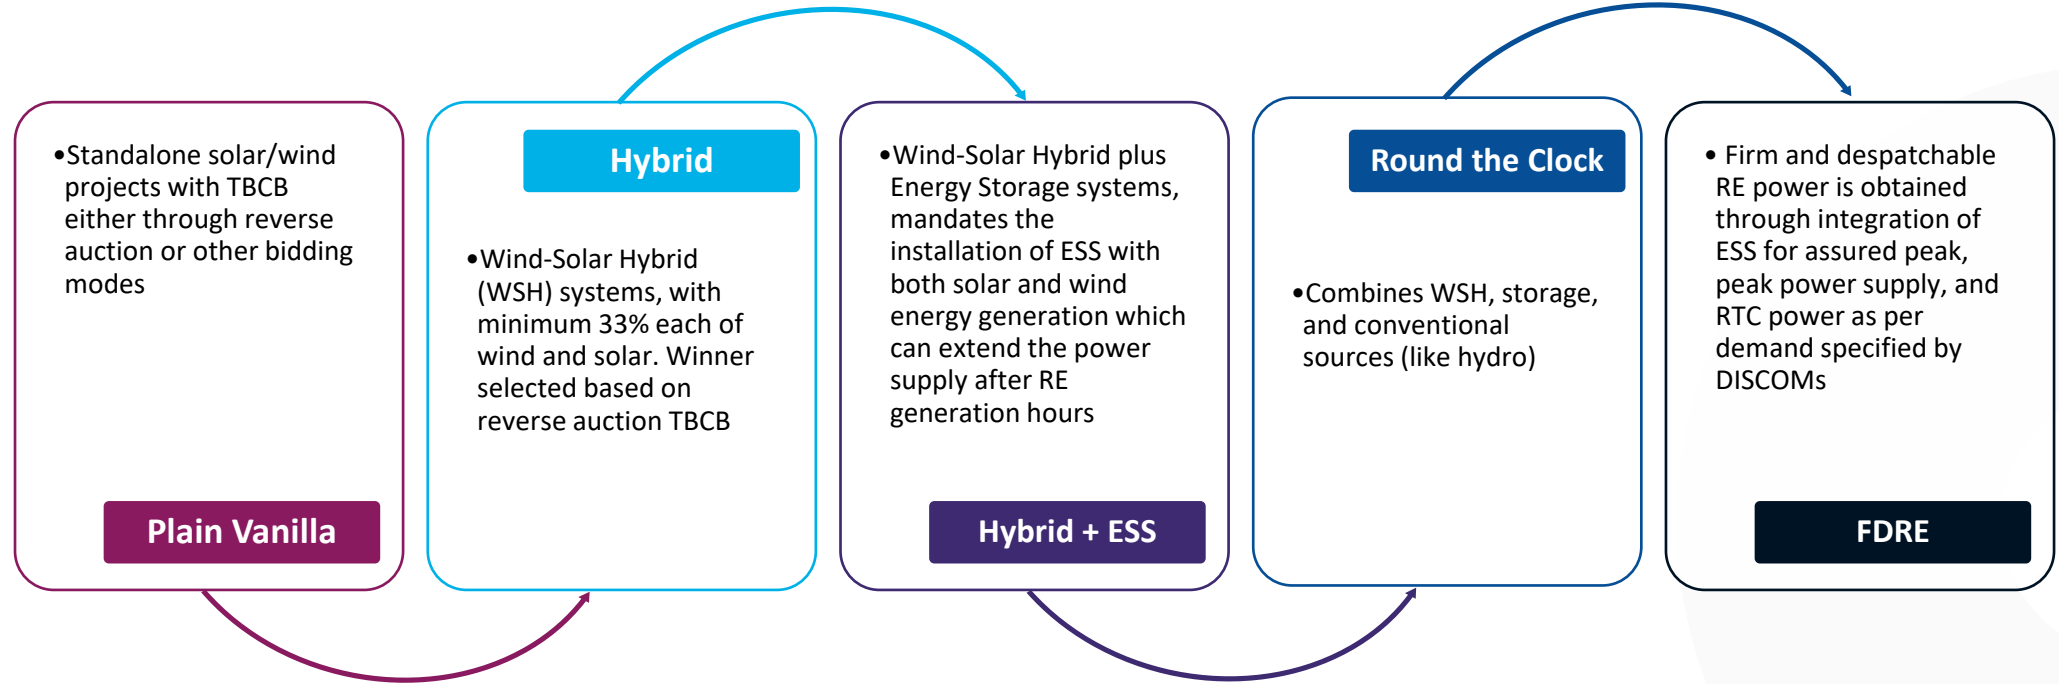 •Standalone solar/wind
projects with TBCB
either through reverse
auction or other bidding
modes
Plain Vanilla
Hybrid
•Wind-Solar Hybrid
(WSH) systems, with
minimum 33% each of
wind and solar. Winner
selected based on
reverse auction TBCB
•Wind-Solar Hybrid plus
Energy Storage systems,
mandates the
installation of ESS with
both solar and wind
energy generation which
can extend the power
supply after RE
generation hours
Hybrid + ESS
Round the Clock
•Combines WSH, storage,
and conventional
sources (like hydro)
• Firm and despatchable
RE power is obtained
through integration of
ESS for assured peak,
peak power supply, and
RTC power as per
demand specified by
DISCOMs
FDRE